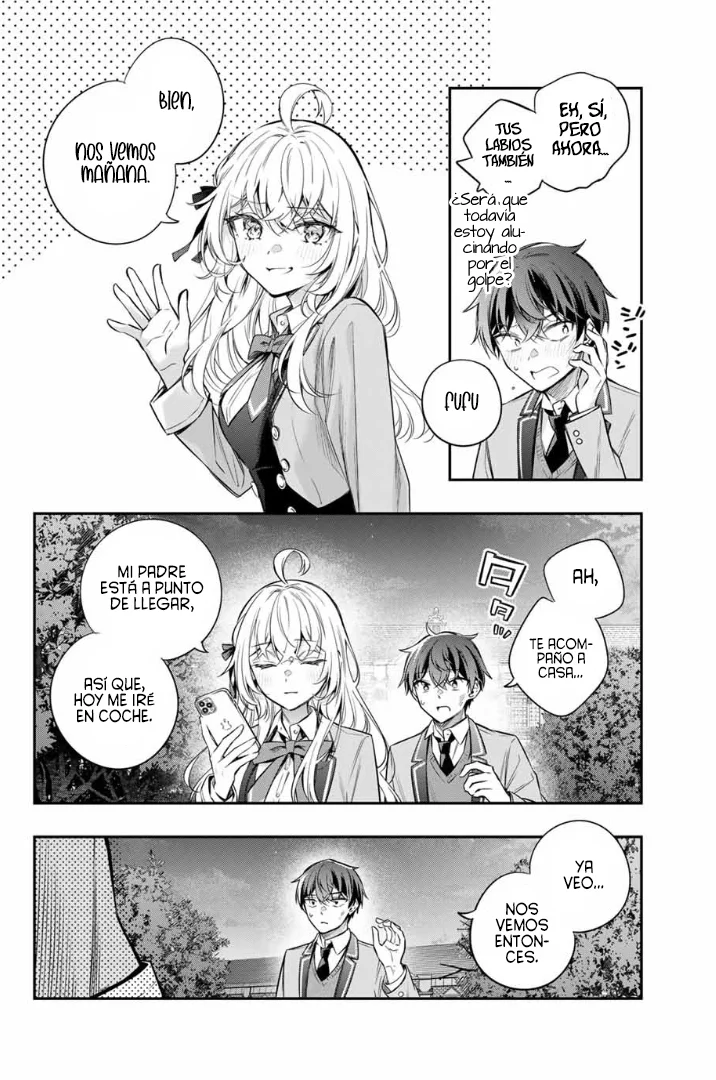 EH, SÍ,
PERO
AHORA...
TUS
LABIOS
TAMBIÉN
...
¿Será que
todavia
estoy alu-
cinando
por el
golpe?
FUFU
BIEN,
NOS VEMOS
MAÑANA.
AH,
TE ACOM-
PAÑO A
CASA...
MI PADRE
ESTÁ A PUNTO
DE LLEGAR,
ASÍ QUE,
HOY ME IRÉ
EN COCHE.
YA
VEO...
NOS
VEMOS
ENTON-
CES.